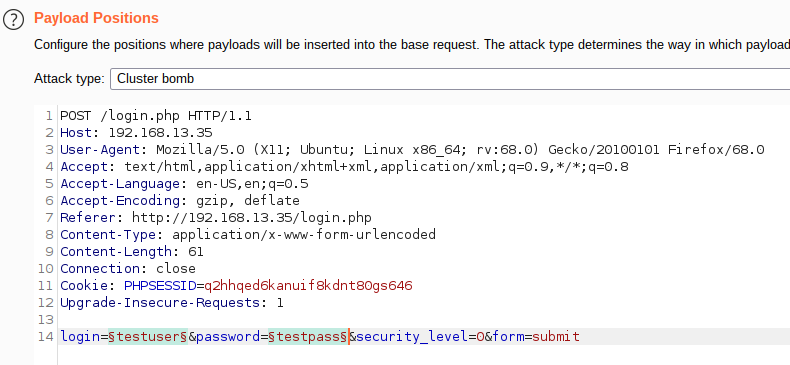 ?
Payload Positions
Configure the positions where payloads will be inserted into the base request. The attack type determines the way in which payload
Attack type: Cluster bomb
1 POST /login.php HTTP/1.1
2 Host: 192.168.13.35
3 User-Agent: Mozilla/5.0 (X11; Ubuntu; Linux x86_64; rv:68.0) Gecko/20100101 Firefox/68.0
4 Accept: text/html,application/xhtml+xml,application/xml;q=0.9,*/*;q=0.8
5 Accept-Language: en-US,en;q=0.5
6 Accept-Encoding: gzip, deflate
7 Referer: http://192.168.13.35/login.php
8 Content-Type: application/x-www-form-urlencoded
9 Content-Length: 61
10 Connection: close
11 Cookie: PHPSESSID=q2hhqed6kanuif8kdnt80gs646
12 Upgrade-Insecure-Requests: 1
13
14 login=§testuser§&password=§testpass§&security_level=0&form=submit